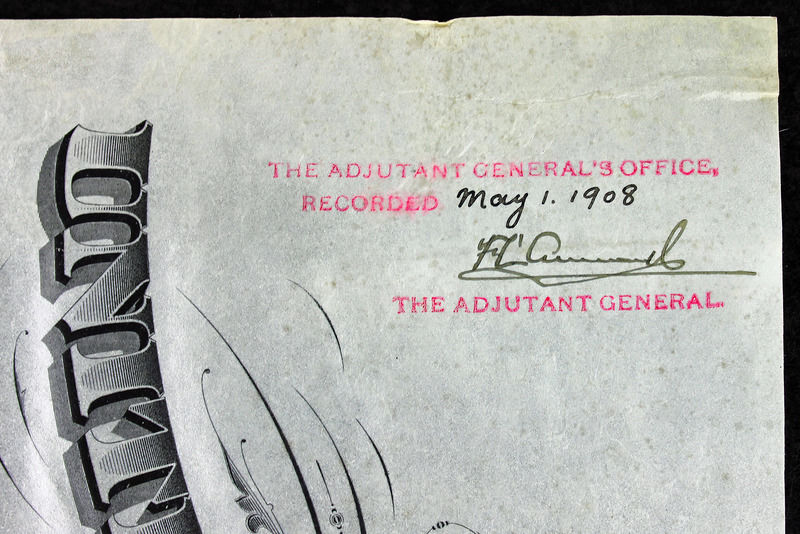 THE ADJUTANT GENERAL'S OFFICE,
RECORDED May 1. 1908
THE ADJUTANT GENERAL.